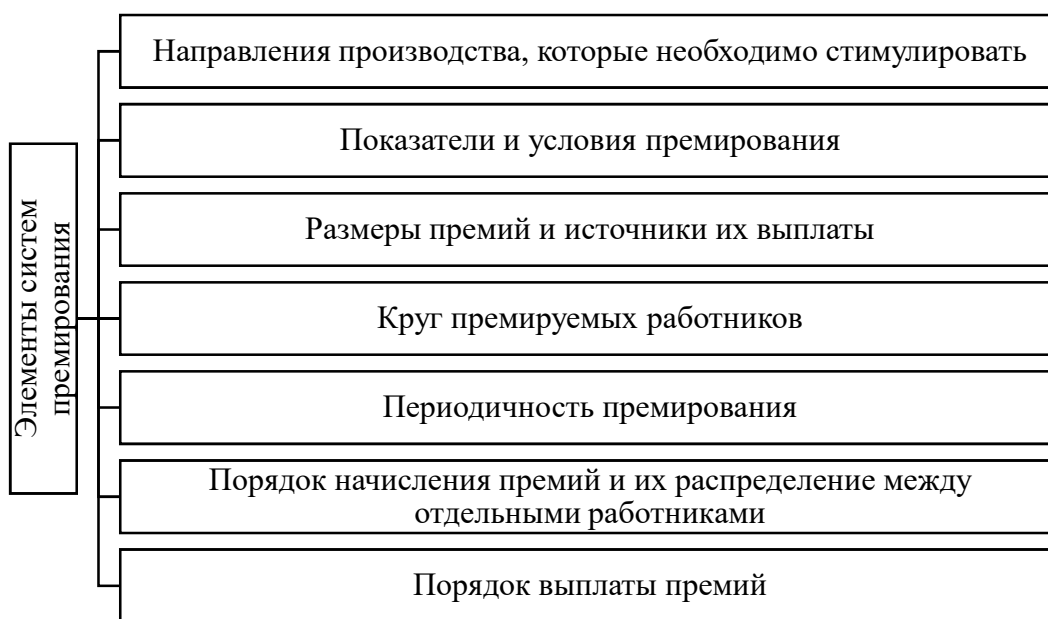 Элементы систем
премирования
Направления производства, которые необходимо стимулировать
Показатели и условия премирования
Размеры премий и источники их выплаты
Круг премируемых работников
Периодичность премирования
Порядок начисления премий и их распределение между
отдельными работниками
Порядок выплаты премий